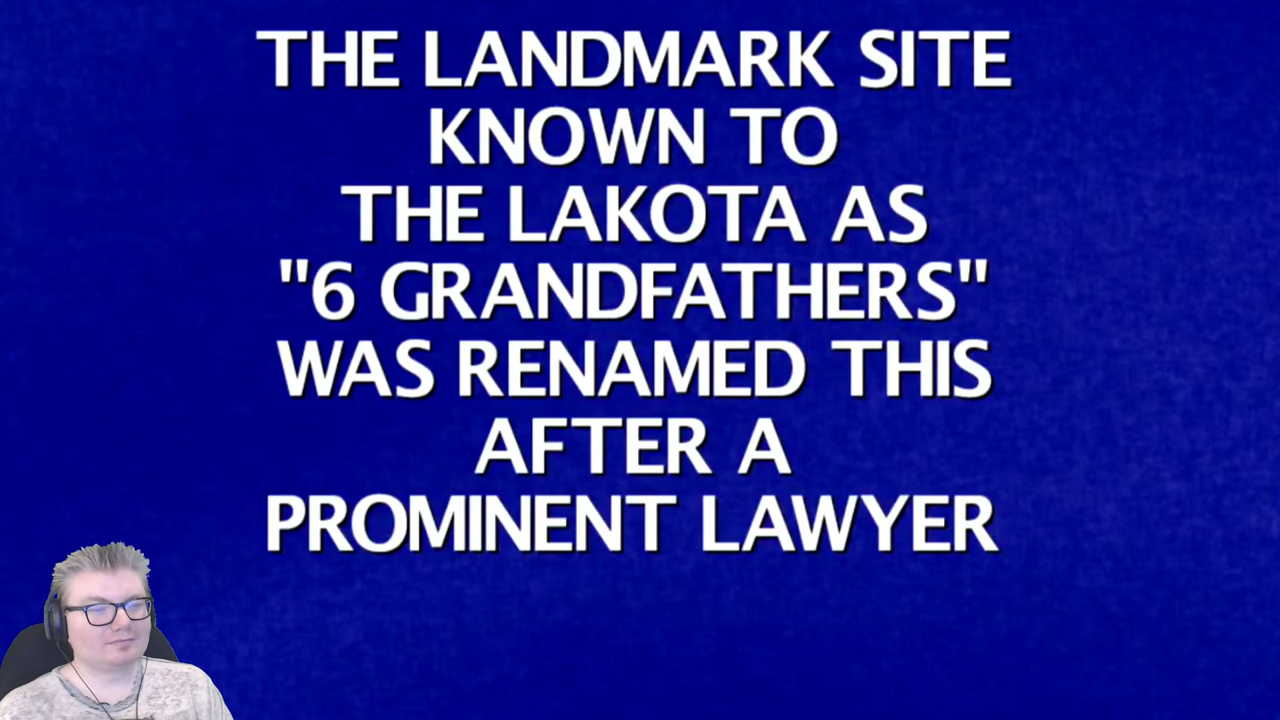 THE LANDMARK SITE
KNOWN TO
THE LAKOTA AS
"6 GRANDFATHERS"
WAS RENAMED THIS
AFTER A
PROMINENT LAWYER